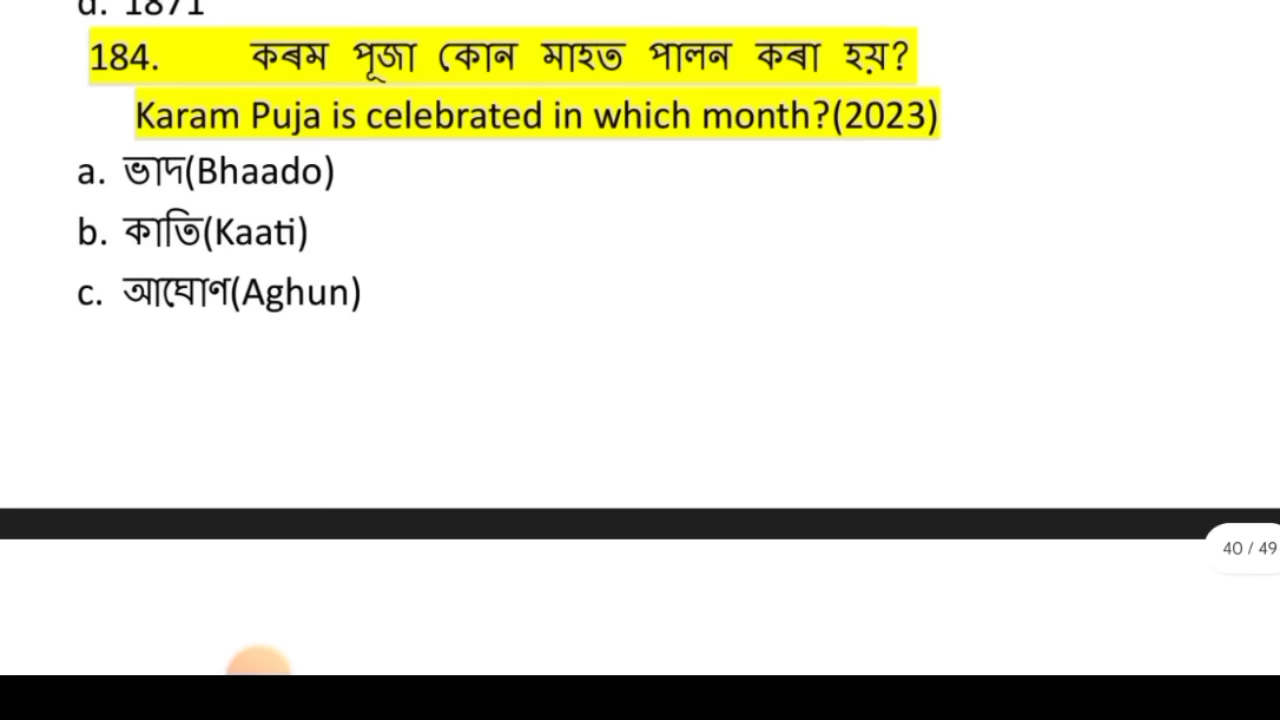 d. 1871
184. কৰম পূজা কোন মাহত পালন কৰা হয়?
Karam Puja is celebrated in which month?(2023)
a. ভাদ(Bhaado)
b. কাতি(Kaati)
c. আঘোণ(Aghun)
40 / 49